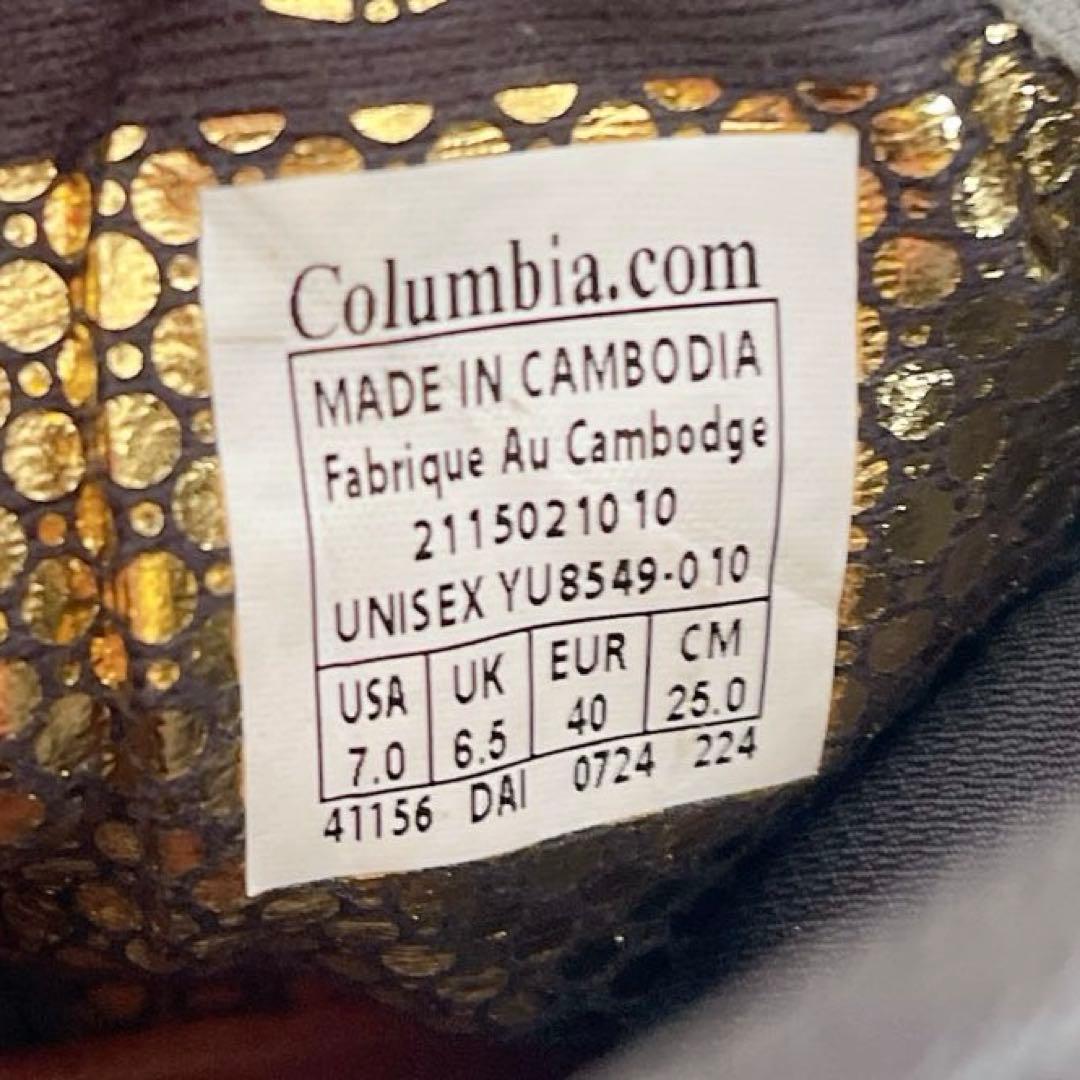 Columbia.com
MADE IN CAMBODIA
Fabrique Au Cambodge
2115021010
UNISEX YU8549-010
USA UK EUR CM
7.0 6.5 40 25.0
41156 DAI 0724 224